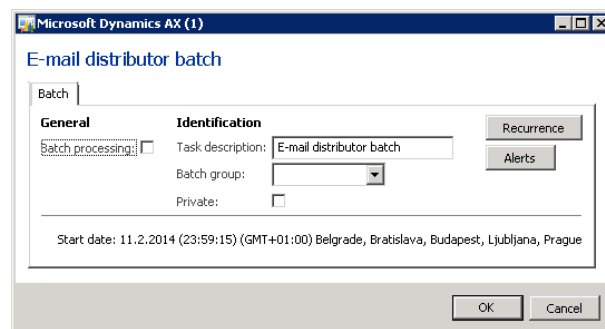 Microsoft Dynamics AX (1)
E-mail distributor batch
Batch
General
Identification
Recurrence
Batch processing:
Task description: E-mail distributor batch
Alerts
Batch group:
Private:
Start date: 11.2.2014 (23:59:15) (GMT+01:00) Belgrade, Bratislava, Budapest, Ljubljana, Prague
OK
Cancel